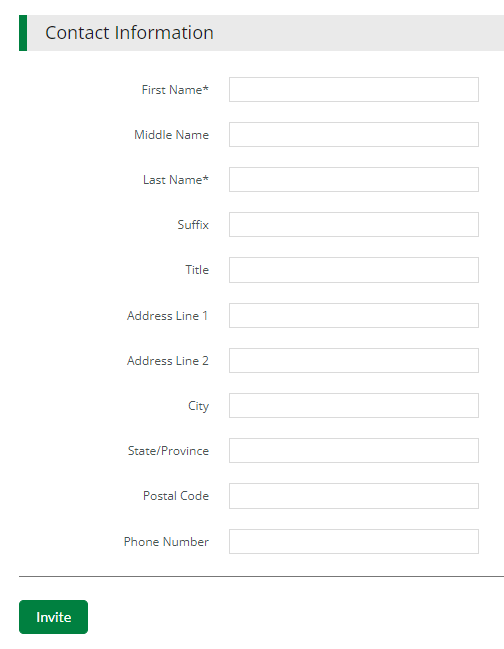 Contact Information
First Name*
Middle Name
Last Name*
Suffix
Title
Address Line 1
Address Line 2
City
State/Province
Postal Code
Phone Number
Invite